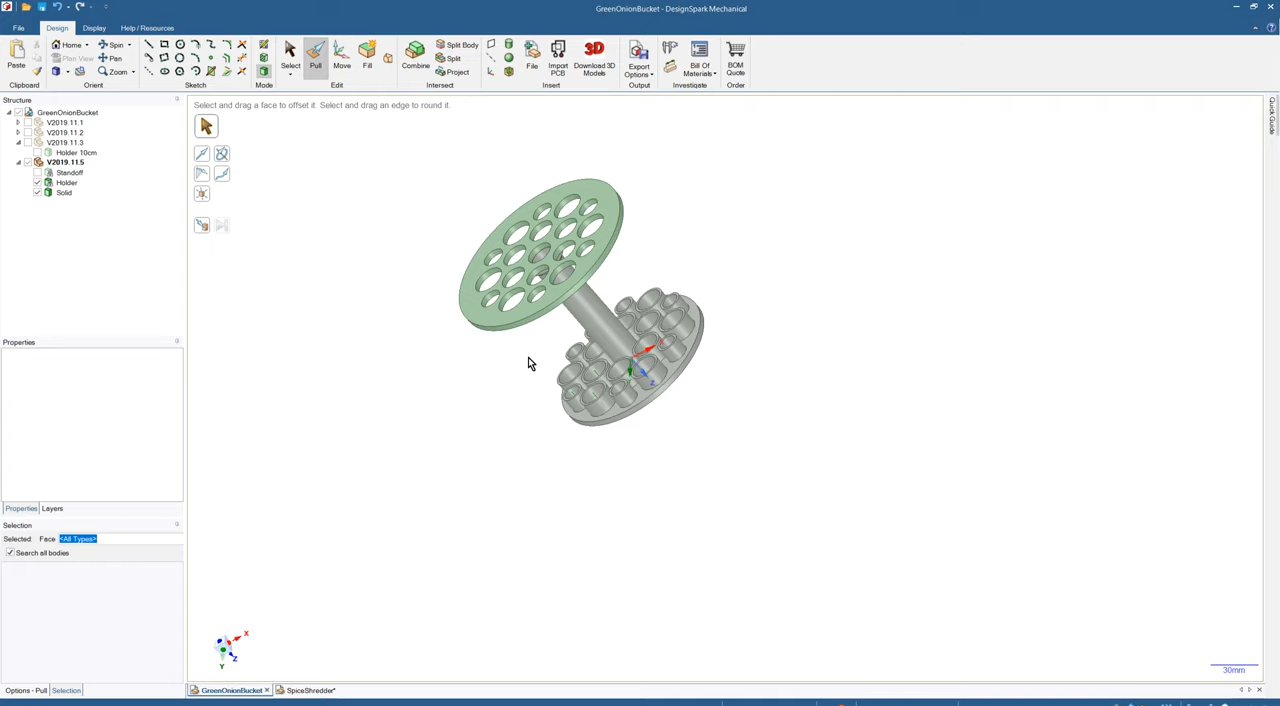 GreenOnionBucket - DesignSpark Mechanical
File Design Display Help / Resources
Home Spin
Plan View Pan
Zoom
Paste
Select Pull Move Fill
Combine Split Body
Split
Project
File Import PCB Download 3D Models
3D
Export Options
Bill Of Materials
BOM Quote
Clipboard Orient Sketch Mode Edit Intersect Insert Output Investigate Order
Structure
GreenOnionBucket
V2019.11.1
V2019.11.2
V2019.11.3
Holder 10cm
V2019.11.5
Standoff
Holder
Solid
Select and drag a face to offset it. Select and drag an edge to round it.
Quick Guide
Properties
Properties Layers
Selection
Selected: Face <All Types>
Search all bodies
Options - Pull Selection
X
Z
X
Z
Y
30mm
GreenOnionBucket SpiceShredder*